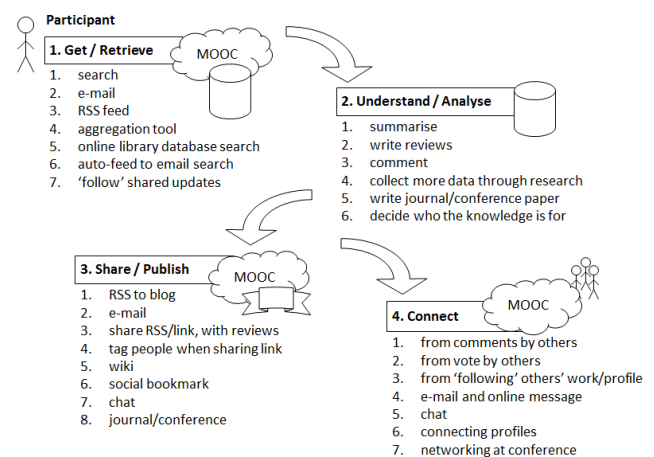 Participant
1. Get / Retrieve
MOOC
1. search
2. e-mail
3. RSS feed
4. aggregation tool
5. online library database search
6. auto-feed to email search
7. ‘follow’ shared updates
2. Understand / Analyse
1. summarise
2. write reviews
3. comment
4. collect more data through research
5. write journal/conference paper
6. decide who the knowledge is for
3. Share / Publish
MOOC
1. RSS to blog
2. e-mail
3. share RSS/link, with reviews
4. tag people when sharing link
5. wiki
6. social bookmark
7. chat
8. journal/conference
4. Connect
MOOC
1. from comments by others
2. from vote by others
3. from ‘following’ others’ work/profile
4. e-mail and online message
5. chat
6. connecting profiles
7. networking at conference